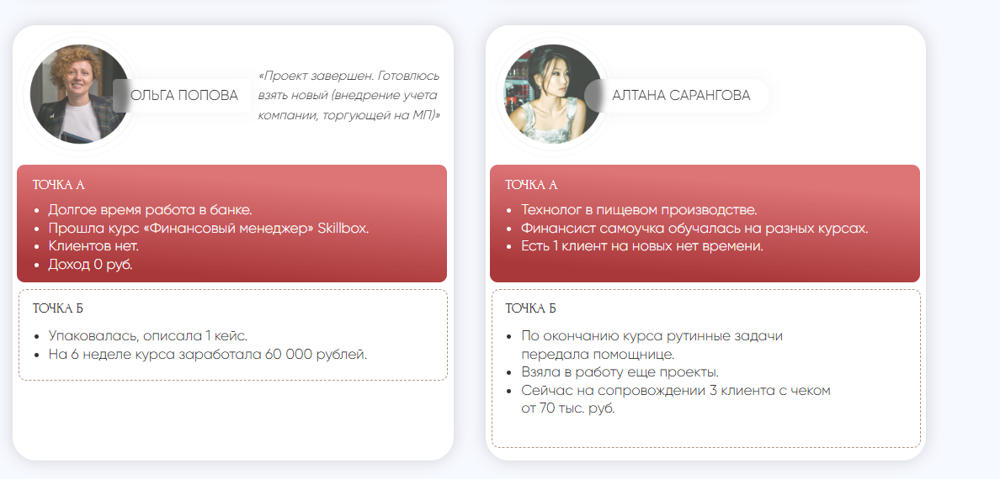 ОЛЬГА ПОПОВА
«Проект завершен. Готовлюсь
взять новый (внедрение учета
компании, торгующей на МП)»
ТОЧКА А
• Долгое время работа в банке.
• Прошла курс «Финансовый менеджер» Skillbox.
• Клиентов нет.
• Доход 0 руб.
ТОЧКА Б
• Упаковалась, описала 1 кейс.
• На 6 неделе курса заработала 60 000 рублей.
АЛТАНА САРАНГОВА
ТОЧКА А
• Технолог в пищевом производстве.
• Финансист самоучка обучалась на разных курсах.
• Есть 1 клиент на новых нет времени.
ТОЧКА Б
• По окончанию курса рутинные задачи
передала помощнице.
• Взяла в работу еще проекты.
• Сейчас на сопровождении 3 клиента с чеком
от 70 тыс. руб.